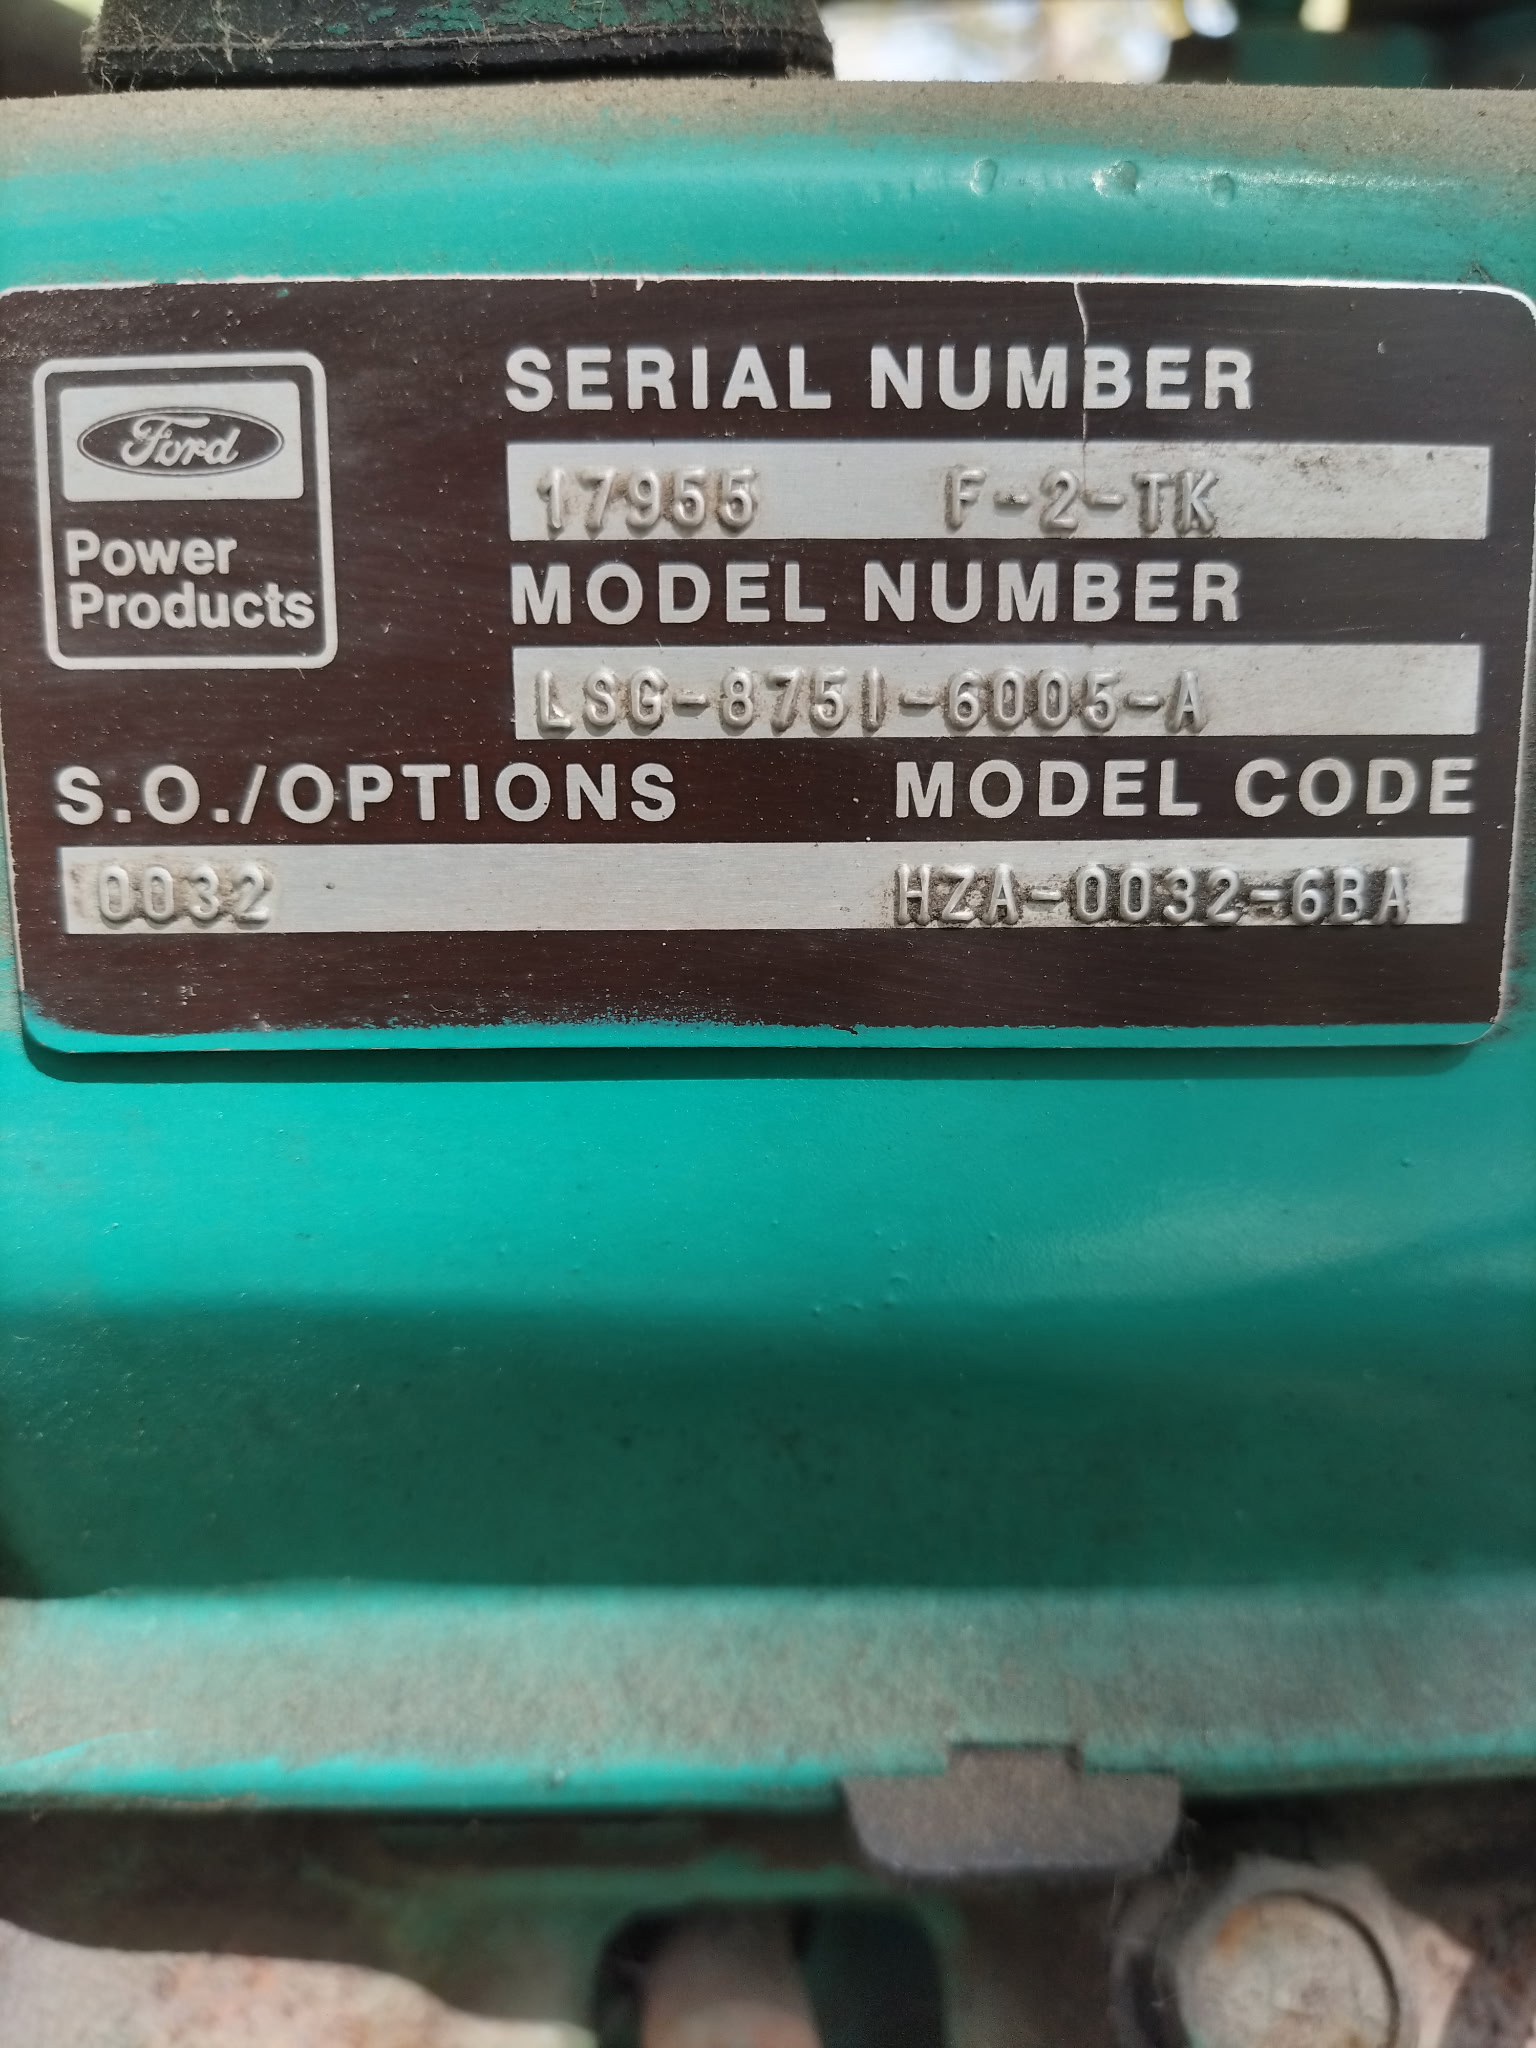 Ford
Power
Products
SERIAL NUMBER
17955 F-2-TK
MODEL NUMBER
LSG-875I-6005-A
S.O./OPTIONS MODEL CODE
0032 HZA-0032-6BA